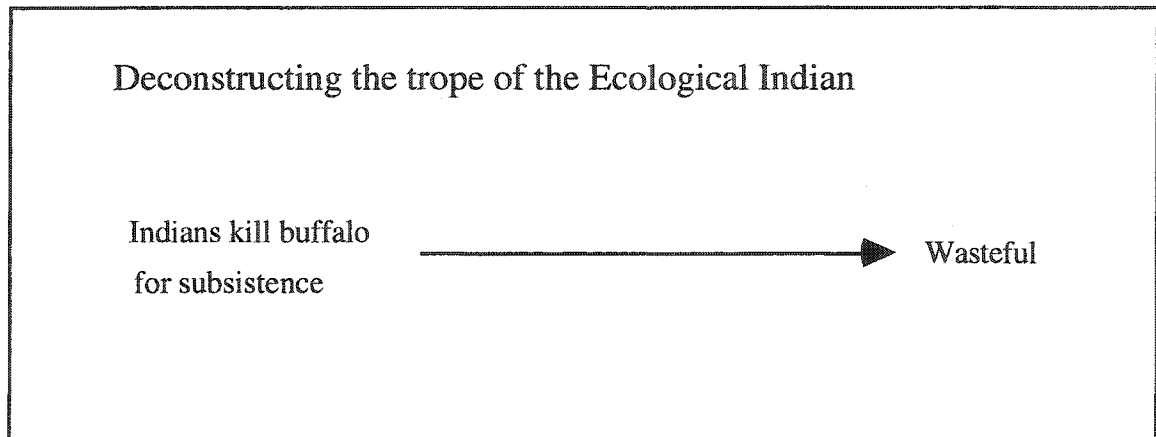 Deconstructing the trope of the Ecological Indian
Indians kill buffalo
for subsistence
Wasteful